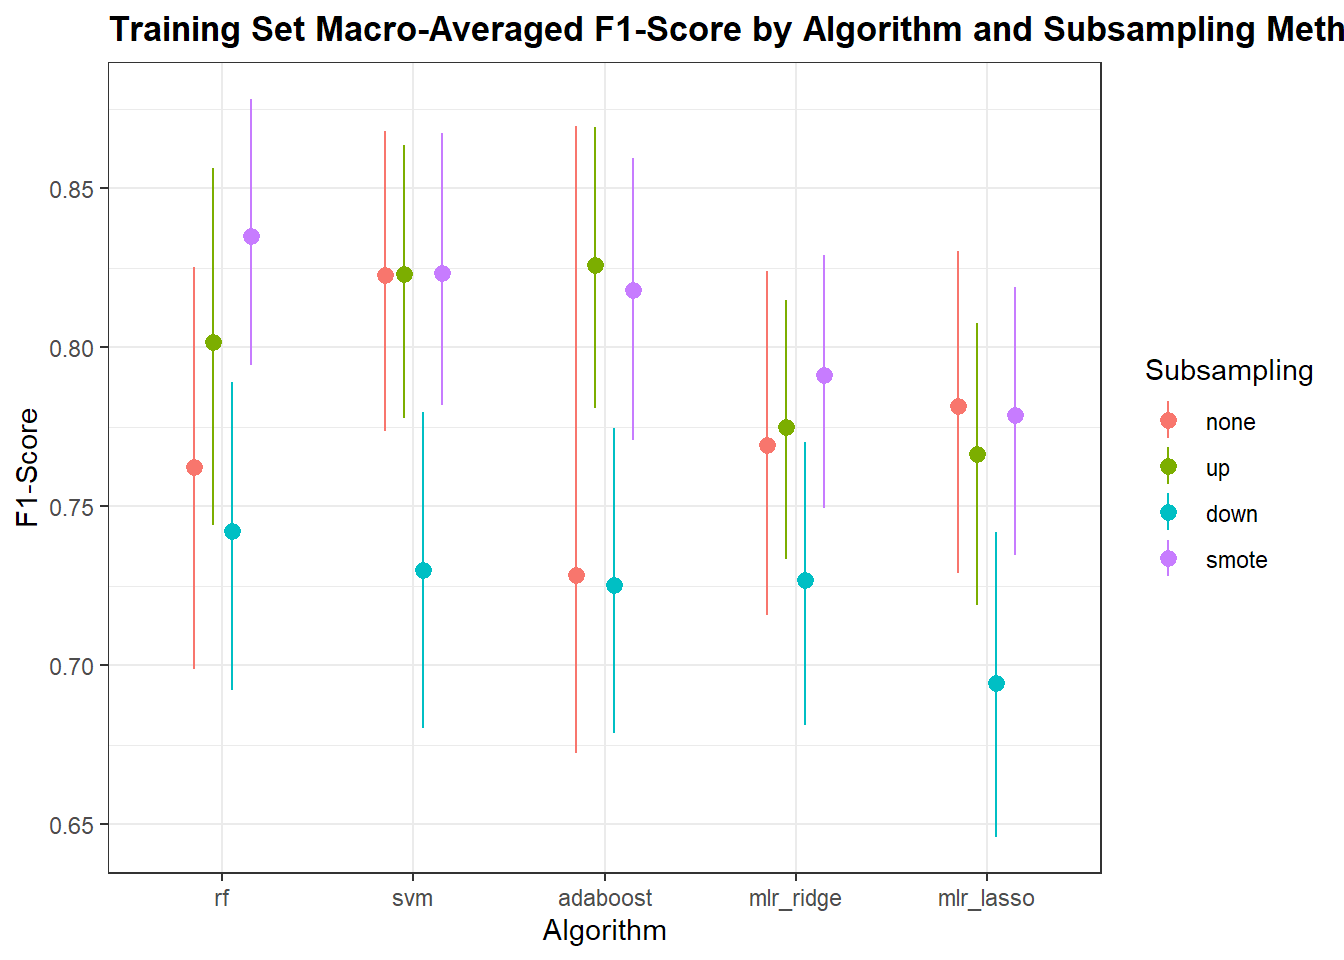 Training Set Macro-Averaged F1-Score by Algorithm and Subsampling Meth
F1-Score
0.85
0.80
0.75
0.70
0.65
rf svm adaboost mlr_ridge mlr_lasso
Algorithm
Subsampling
none
up
down
smote